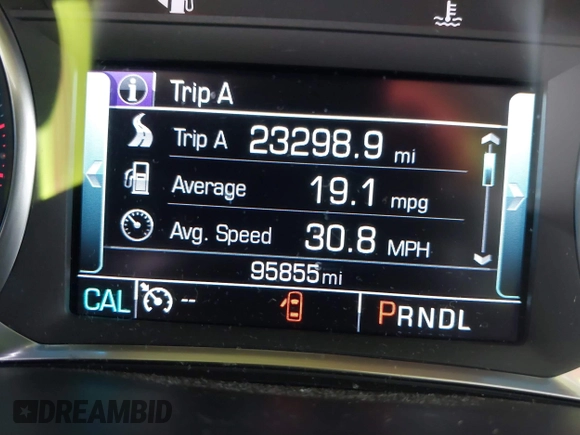 Trip A
Trip A 23298.9 mi
Average 19.1 mpg
Avg. Speed 30.8 MPH
95855 mi
CAL -- PRNDL
DREAMBID